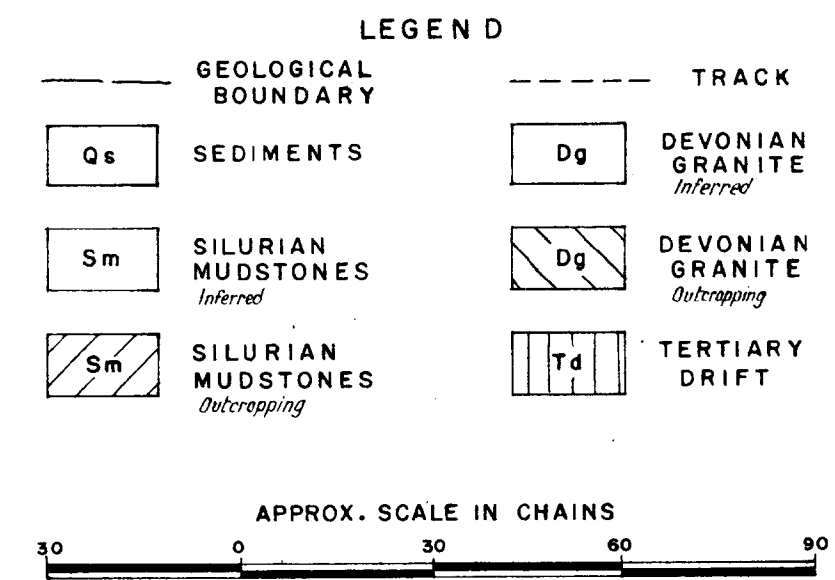 LEGEND
GEOLOGICAL
BOUNDARY
TRACK
Qs
SEDIMENTS
Dg
DEVONIAN
GRANITE
Inferred
Sm
SILURIAN
MUDSTONES
Inferred
Dg
DEVONIAN
GRANITE
Outcropping
Sm
SILURIAN
MUDSTONES
Outcropping
Td
TERTIARY
DRIFT
APPROX. SCALE IN CHAINS
30 0 30 60 90